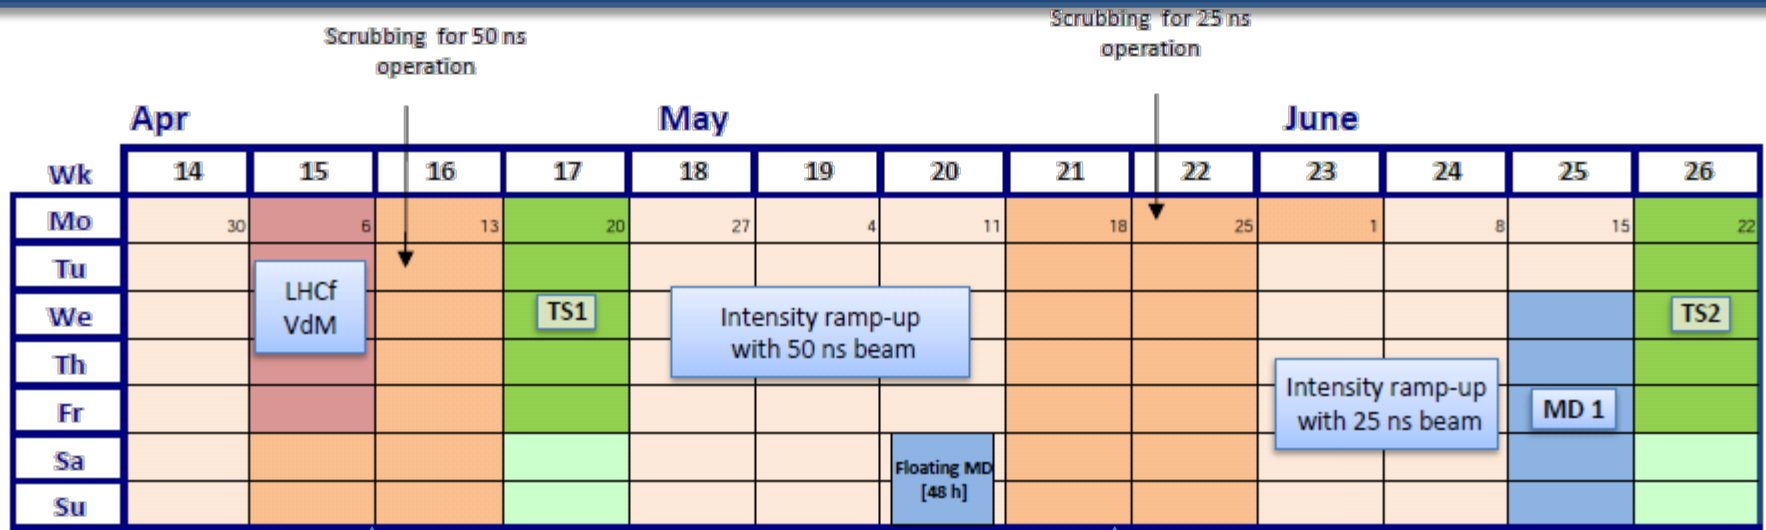 Scrubbing for 50 ns
operation
Scrubbing for 25 ns
operation
Apr May June
Wk 14 15 16 17 18 19 20 21 22 23 24 25 26
Mo 30 6 13 20 27 4 11 18 25 1 8 15 22
Tu
We
Th
Fr
Sa
Su
LHCf
VdM
TS1
Intensity ramp-up
with 50 ns beam
Floating MD
[48 h]
Intensity ramp-up
with 25 ns beam
MD 1
TS2